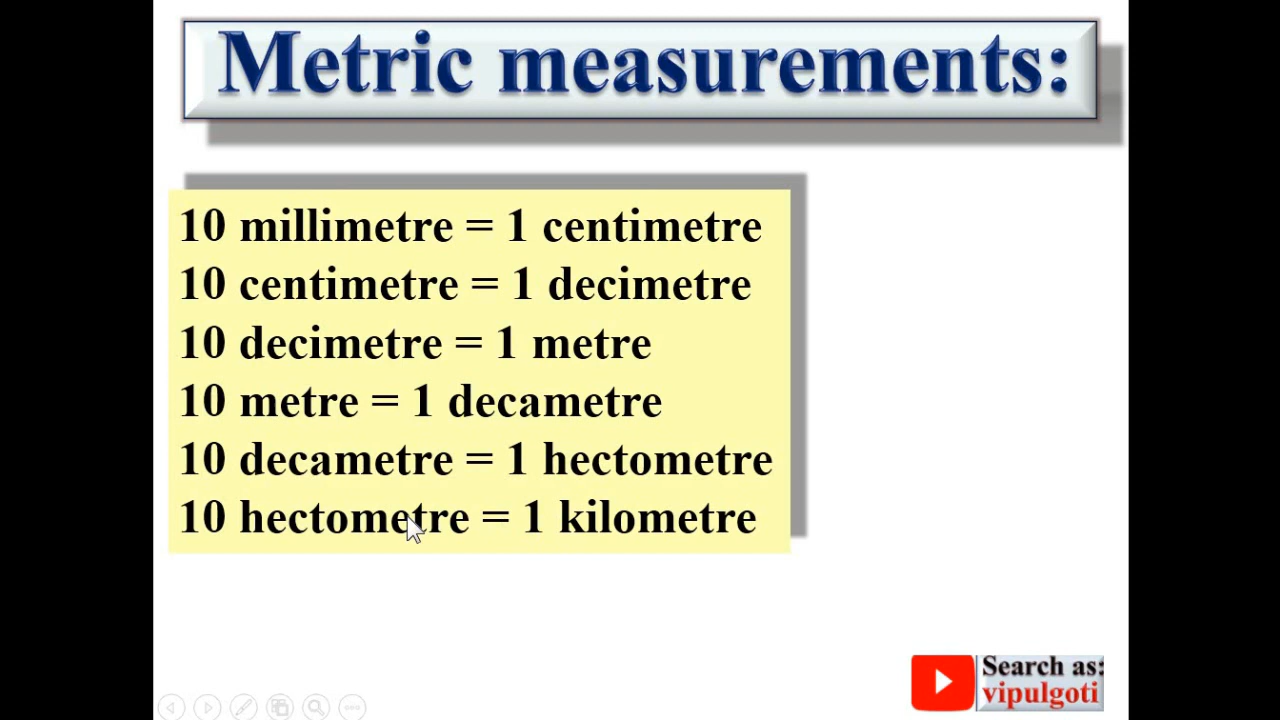 Metric measurements:
10 millimetre = 1 centimetre
10 centimetre = 1 decimetre
10 decimetre = 1 metre
10 metre = 1 decametre
10 decametre = 1 hectometre
10 hectometre = 1 kilometre
Search as:
vipulgoti